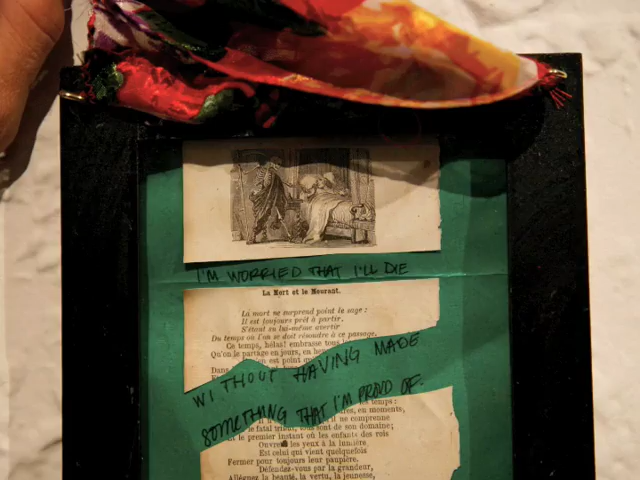 I'M WORRIED THAT I'LL DIE
La Mort et le Mourant.
La mort ne surprend point le sage :
Il est toujours prêt à partir,
S'étant su lui-même avertir
Du temps où l'on se doit résoudre à ce passage.
Ce temps, hélas! embrasse tous
Qu'on le partage en jours, en
est point
Dans
WITHOUT HAVING MADE
SOMETHING THAT I'M PROUD OF.
temps :
en moments,
il ne comprenne
le fatal tribut, tous sont de son domaine;
et le premier instant où les enfants des rois
Ouvrent les yeux à la lumière
Est celui qui vient quelquefois
Fermer pour toujours leur paupière.
Défendez-vous par la grandeur,
Alléguez la beauté, la vertu, la jeunesse,